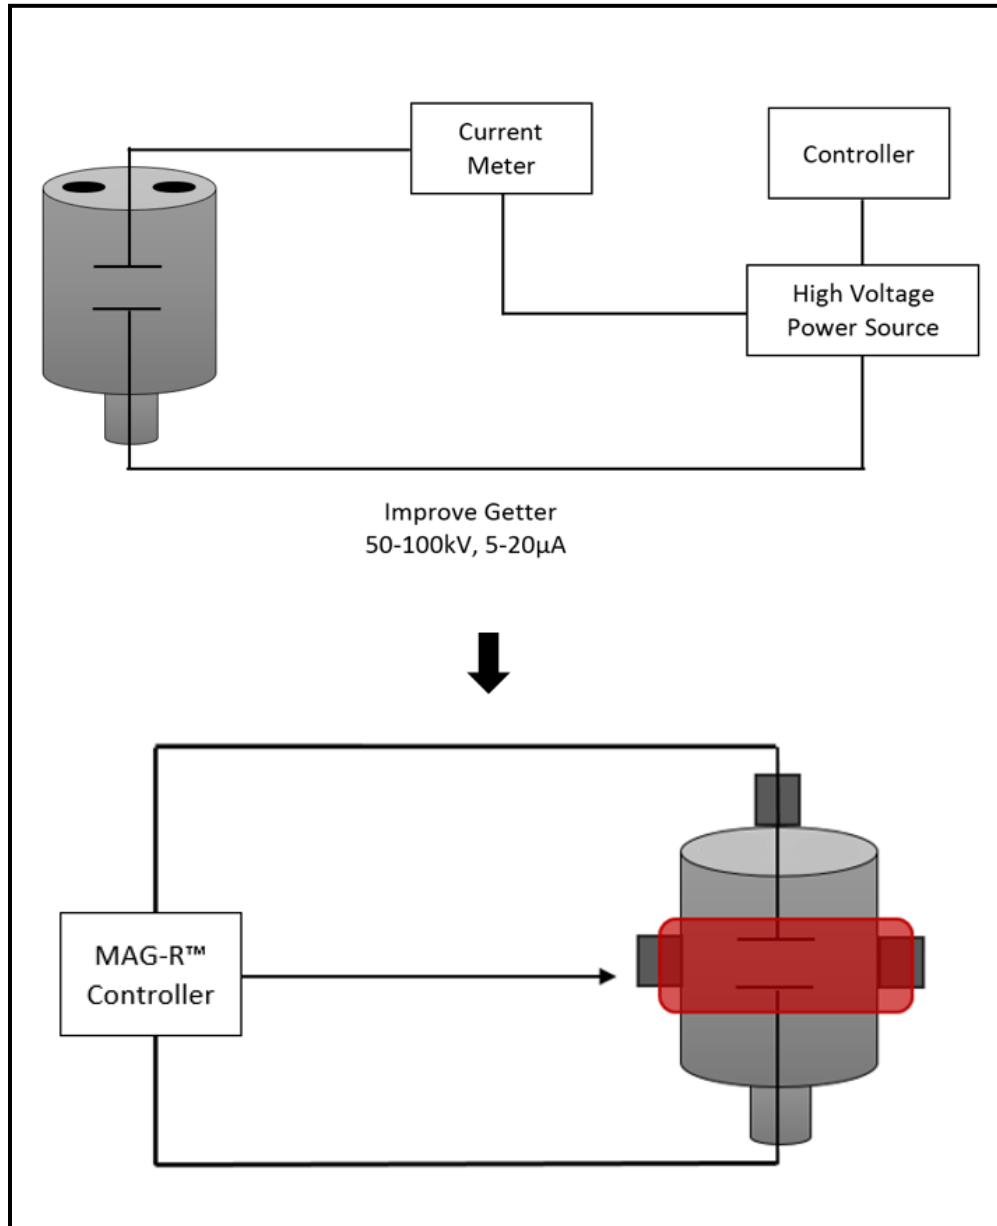 Current
Meter
Controller
High Voltage
Power Source
Improve Getter
50-100kV, 5-20µA
MAG-R™
Controller